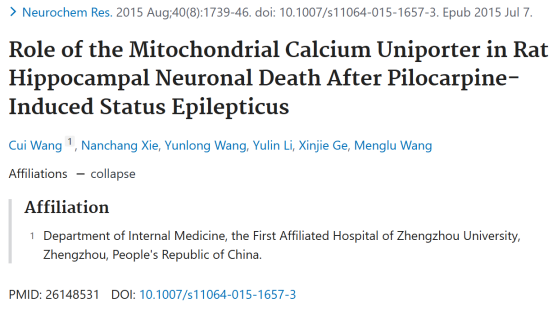 > Neurochem Res. 2015 Aug;40(8):1739-46. doi: 10.1007/s11064-015-1657-3. Epub 2015 Jul 7.
Role of the Mitochondrial Calcium Uniporter in Rat
Hippocampal Neuronal Death After Pilocarpine-
Induced Status Epilepticus
Cui Wang 1, Nanchang Xie, Yunlong Wang, Yulin Li, Xinjie Ge, Menglu Wang
Affiliations — collapse
Affiliation
1 Department of Internal Medicine, the First Affiliated Hospital of Zhengzhou University,
Zhengzhou, People's Republic of China.
PMID: 26148531 DOI: 10.1007/s11064-015-1657-3